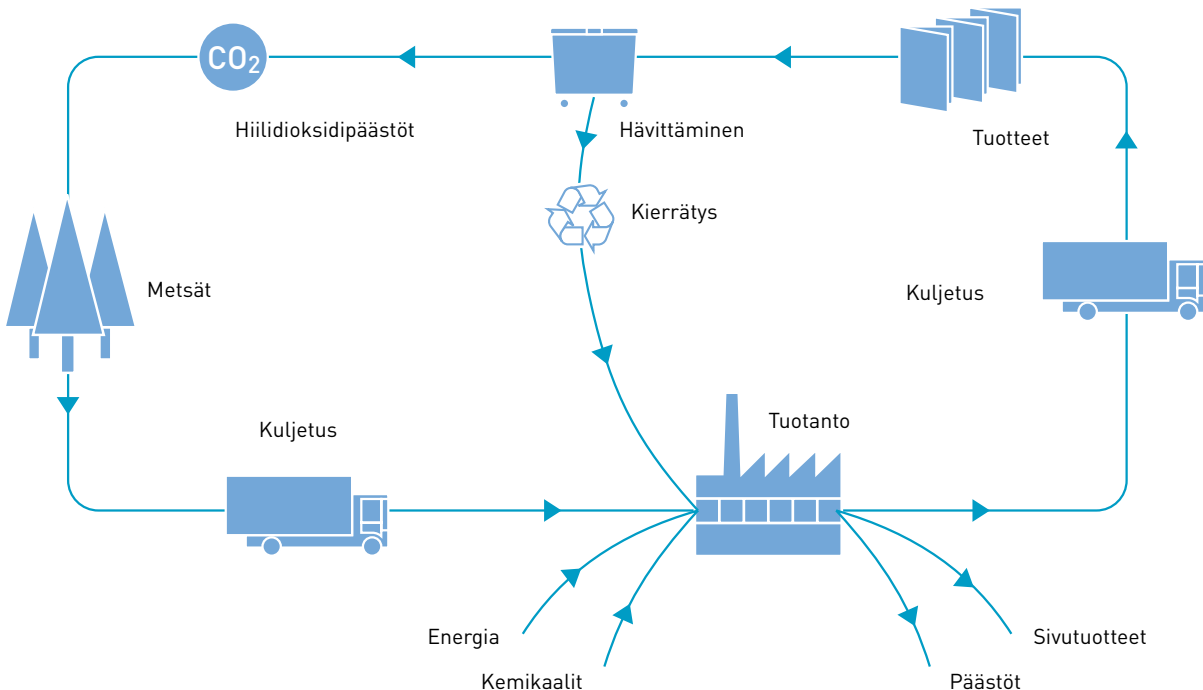 CO₂
Hiilidioksidipäästöt
Hävittäminen
Tuotteet
Kierrätys
Metsät
Kuljetus
Kuljetus
Tuotanto
Energia
Sivutuotteet
Kemikaalit
Päästöt